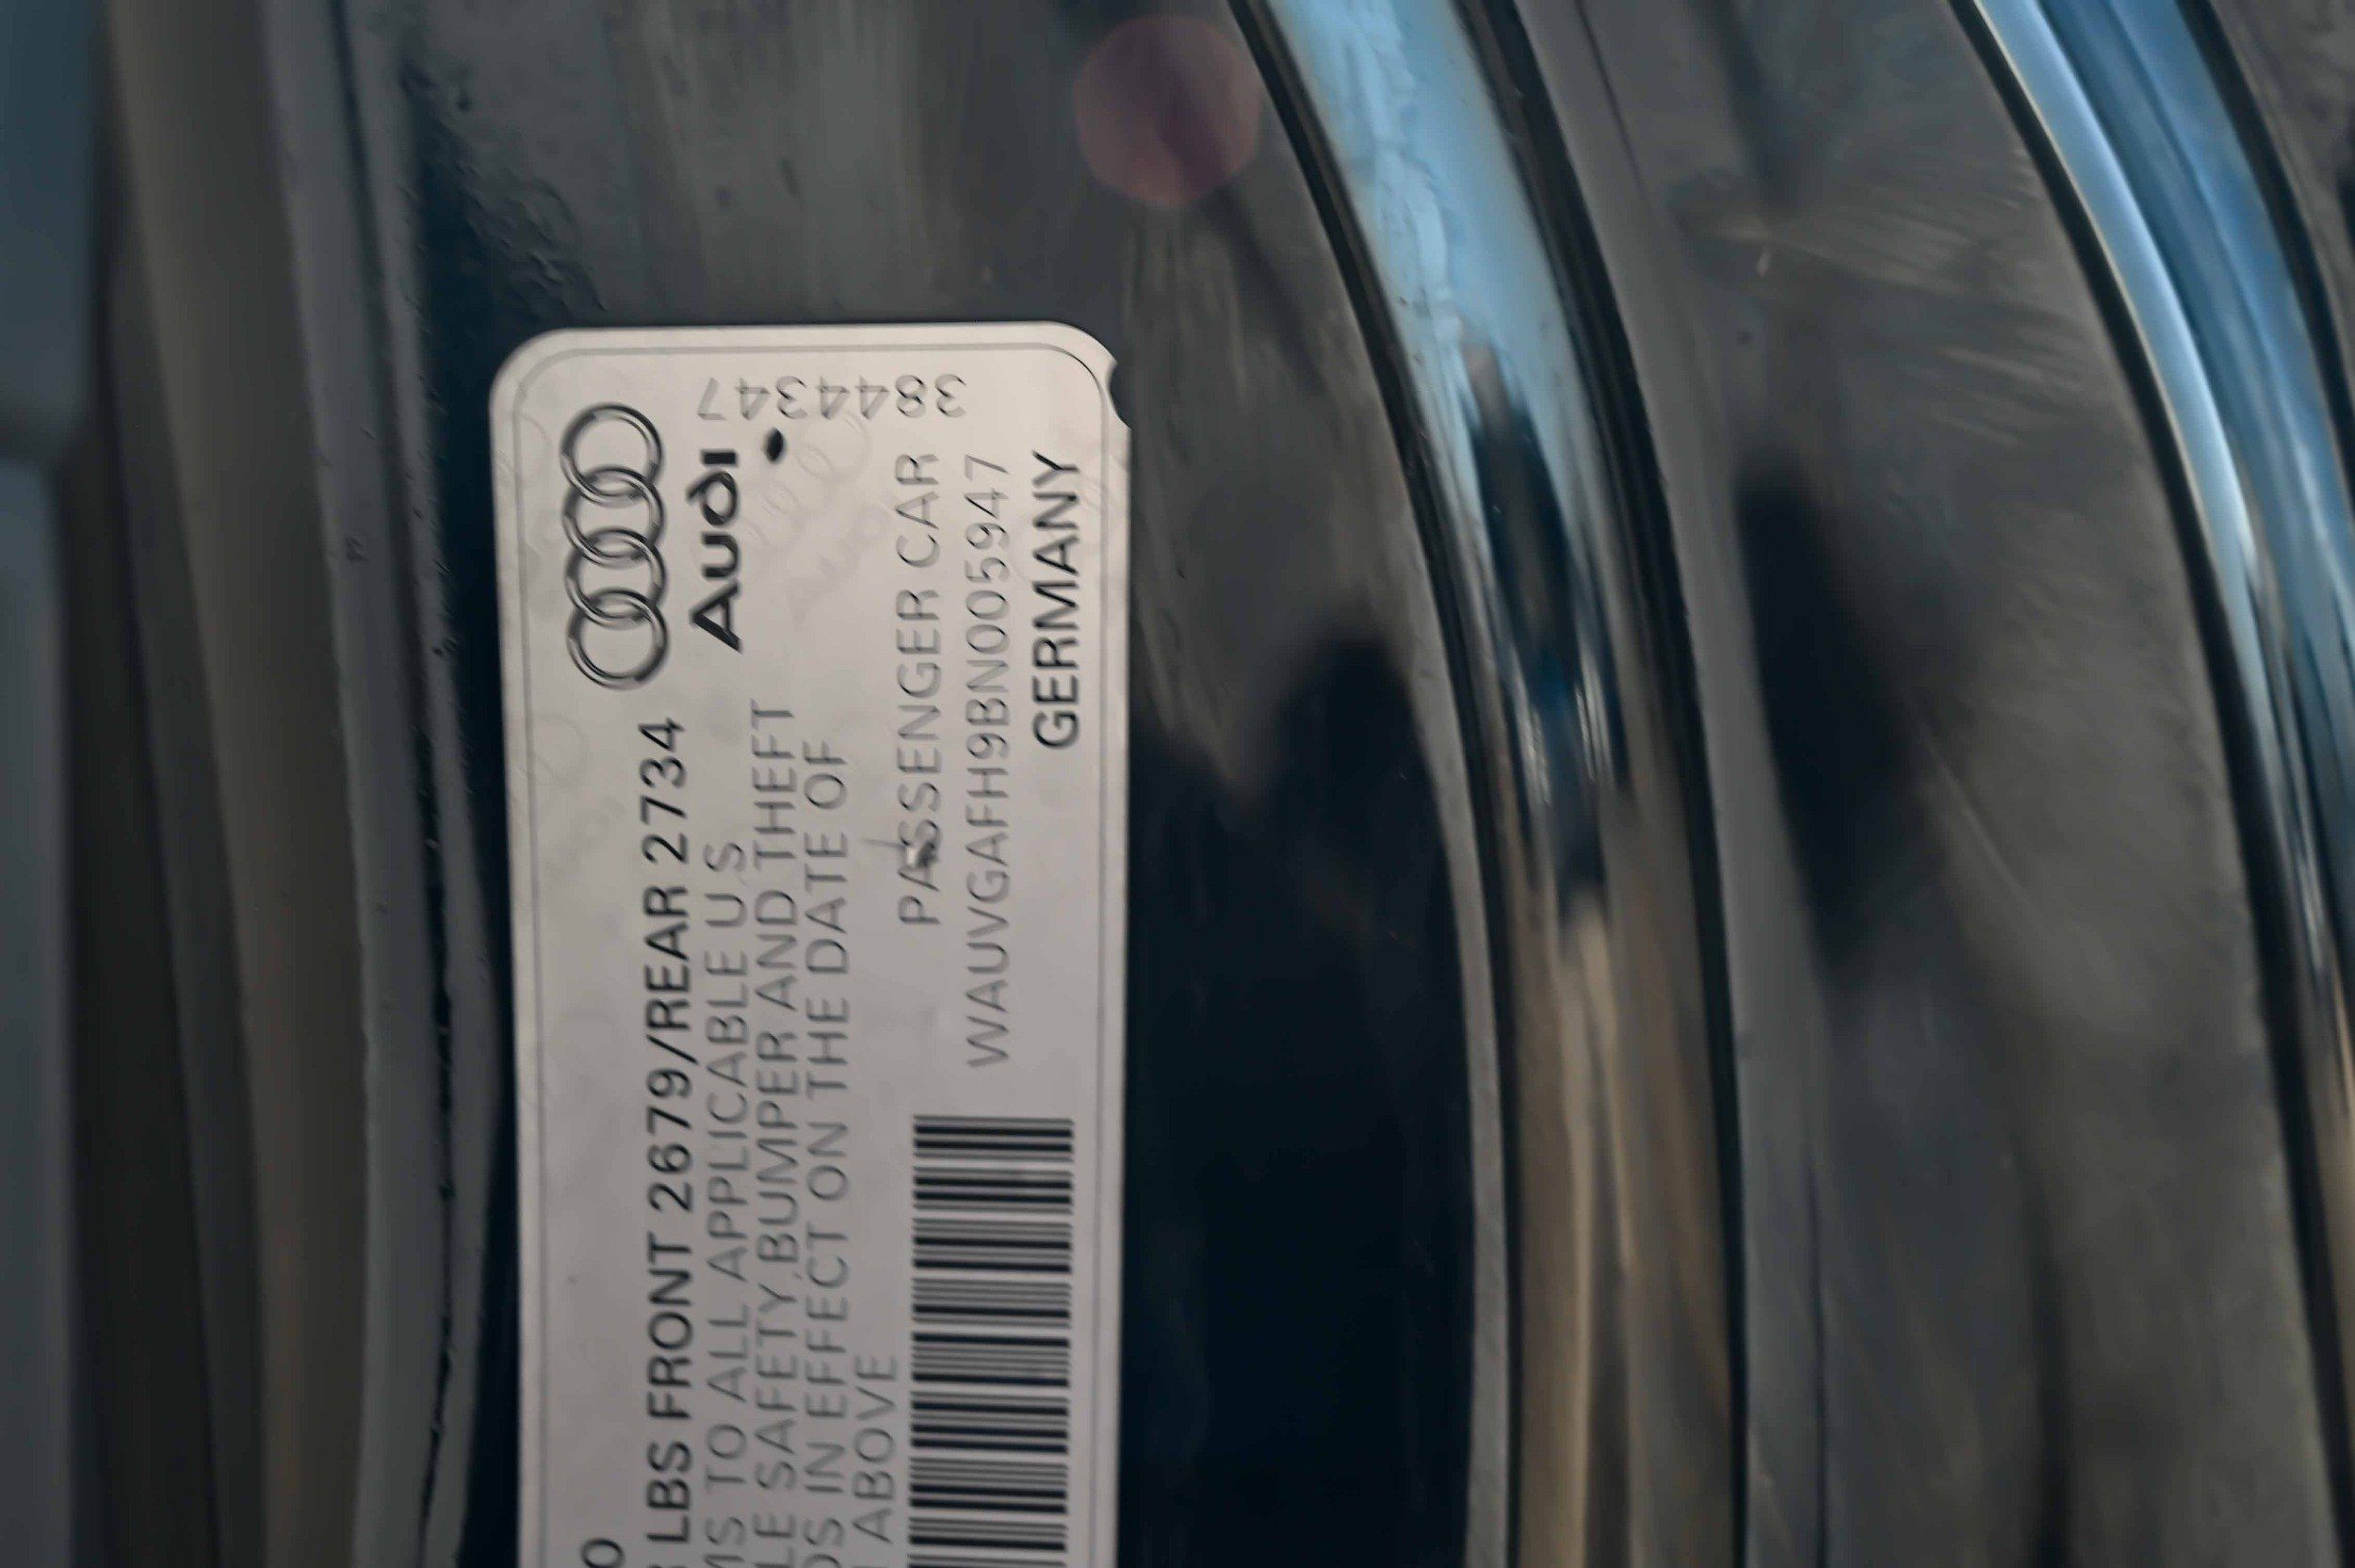 Audi
0
LBS FRONT 2679/REAR 2734
MS TO ALL APPLICABLE U.S
LE SAFETY,BUMPER AND THEFT
DS IN EFFECT ON THE DATE OF
ABOVE
PASSENGER CAR
WAUVGAFH9BN005947
GERMANY
3844347